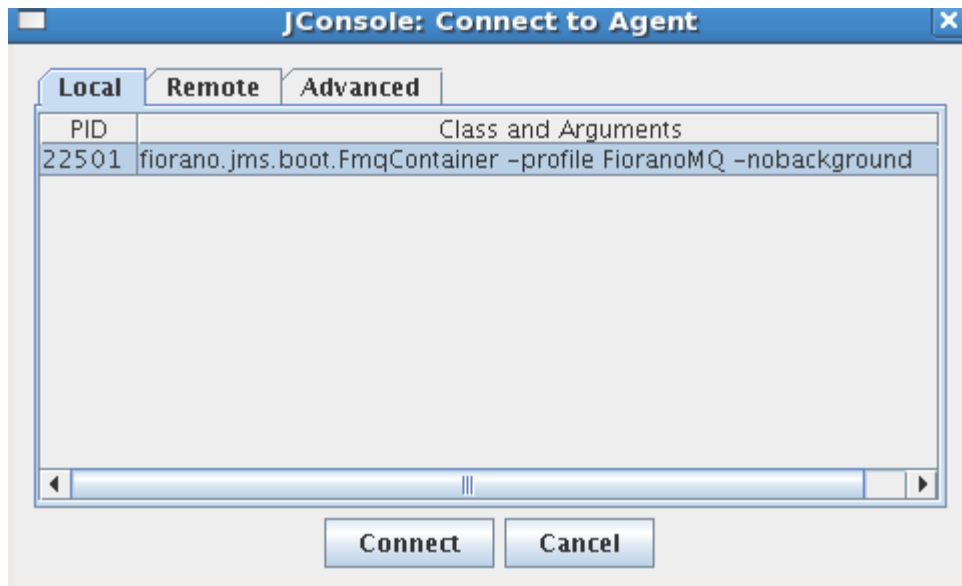 JConsole: Connect to Agent
Local Remote Advanced
PID Class and Arguments
22501 fiorano.jms.boot.FmqContainer -profile FioranoMQ -nobackground
Connect Cancel